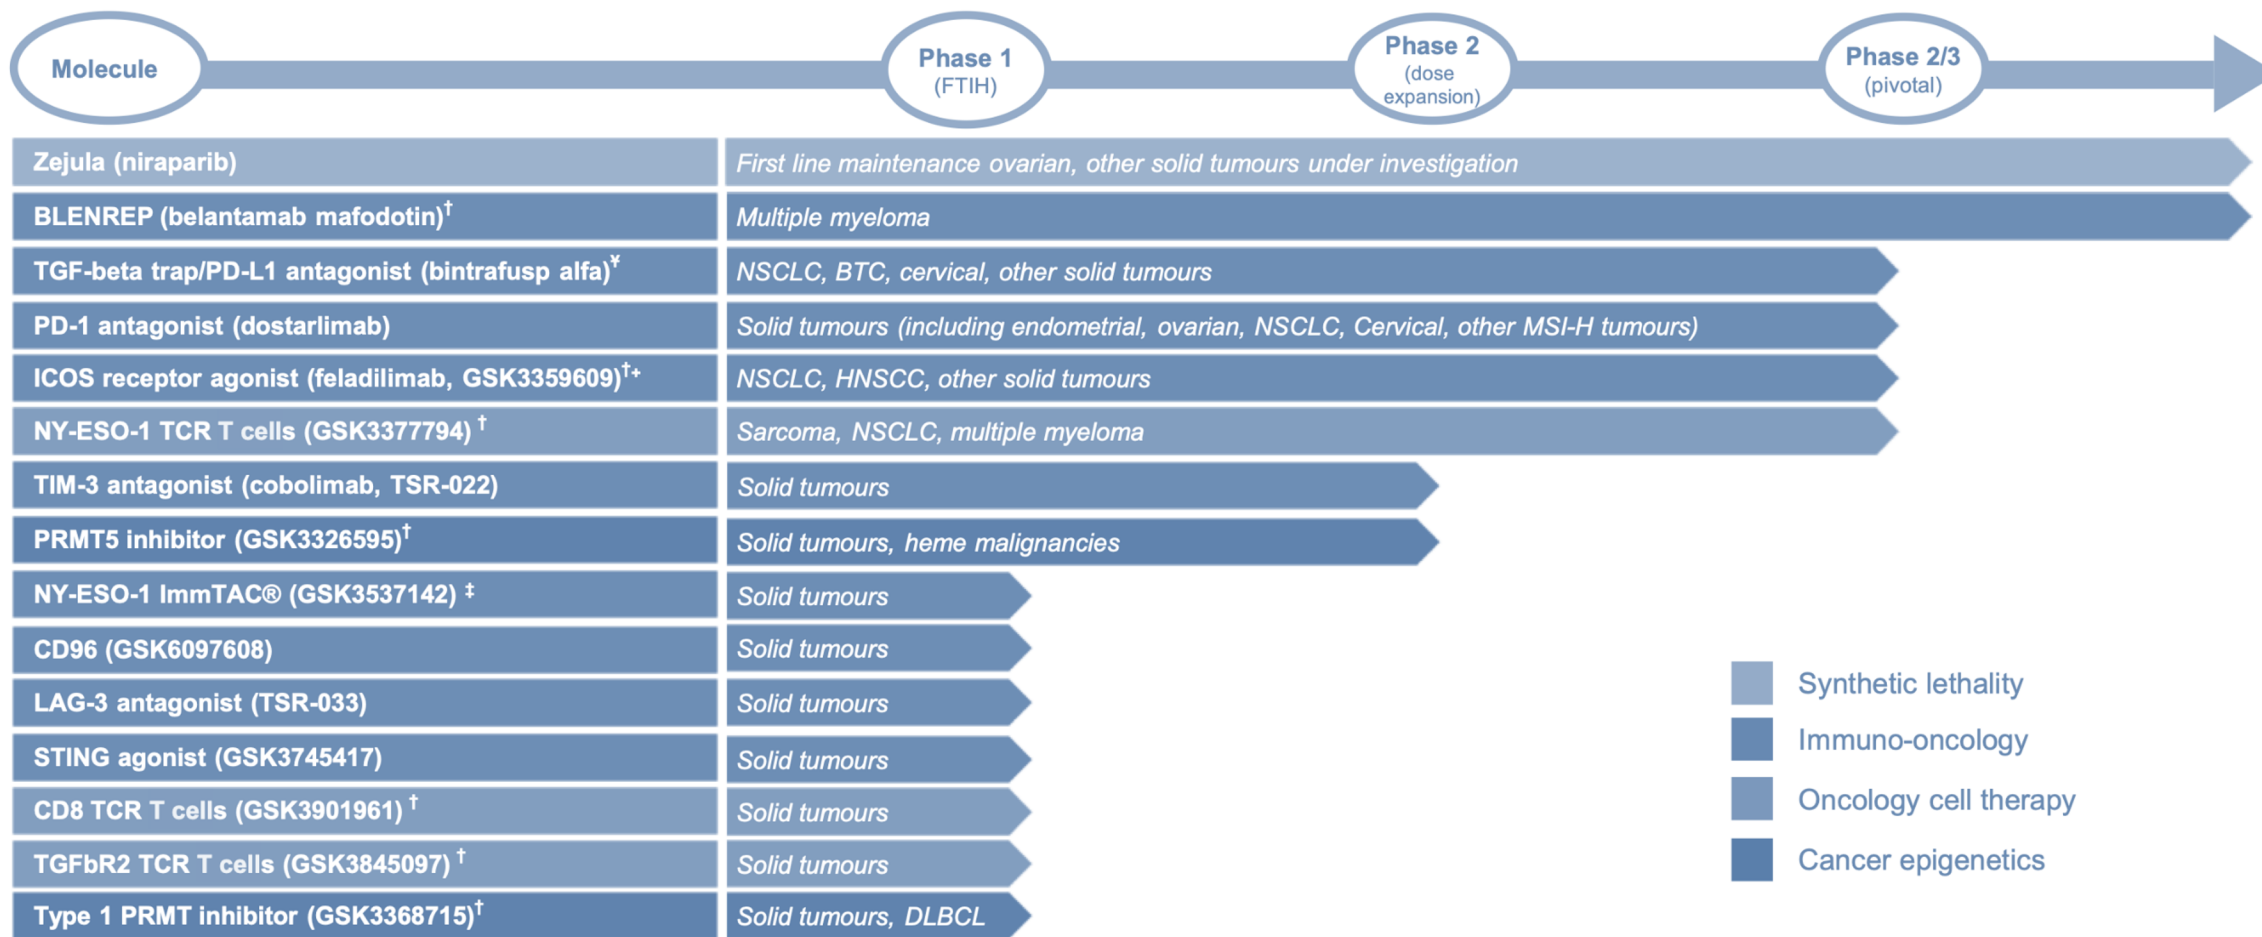 Molecule
Phase 1
(FTIH)
Phase 2
(dose
expansion)
Phase 2/3
(pivotal)
Zejula (niraparib)
First line maintenance ovarian, other solid tumours under investigation
BLENREP (belantamab mafodotin)†
Multiple myeloma
TGF-beta trap/PD-L1 antagonist (bintrafusp alfa)¥
NSCLC, BTC, cervical, other solid tumours
PD-1 antagonist (dostarlimab)
Solid tumours (including endometrial, ovarian, NSCLC, Cervical, other MSI-H tumours)
ICOS receptor agonist (feladilimab, GSK3359609)†+
NSCLC, HNSCC, other solid tumours
NY-ESO-1 TCR T cells (GSK3377794) †
Sarcoma, NSCLC, multiple myeloma
TIM-3 antagonist (cobolimab, TSR-022)
Solid tumours
PRMT5 inhibitor (GSK3326595)†
Solid tumours, heme malignancies
NY-ESO-1 ImmTAC® (GSK3537142) ‡
Solid tumours
CD96 (GSK6097608)
Solid tumours
LAG-3 antagonist (TSR-033)
Solid tumours
STING agonist (GSK3745417)
Solid tumours
CD8 TCR T cells (GSK3901961) †
Solid tumours
TGFbR2 TCR T cells (GSK3845097) †
Solid tumours
Type 1 PRMT inhibitor (GSK3368715)†
Solid tumours, DLBCL
Synthetic lethality
Immuno-oncology
Oncology cell therapy
Cancer epigenetics